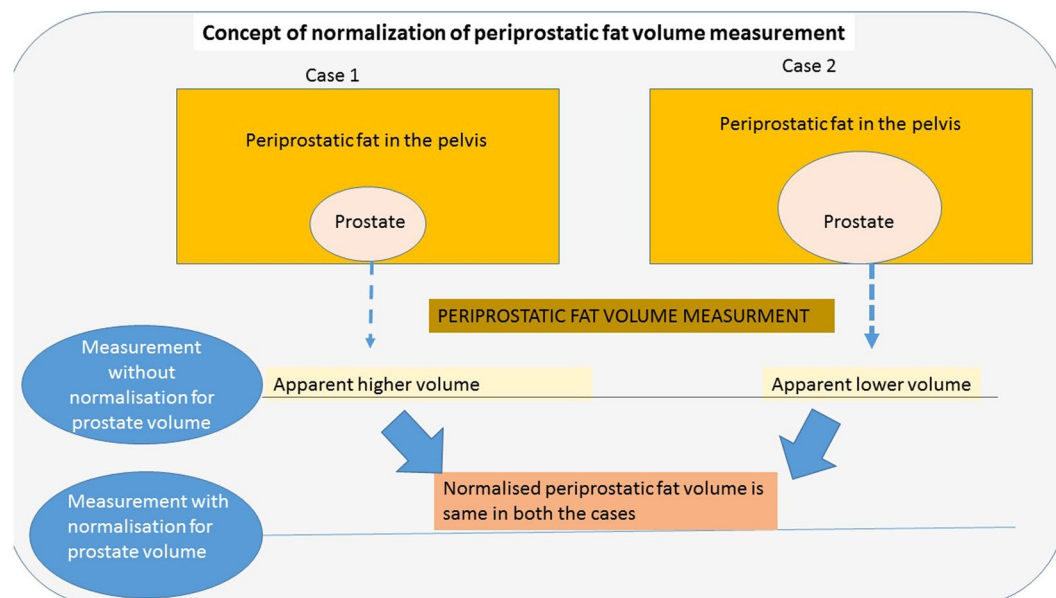 Concept of normalization of periprostatic fat volume measurement
Case 1
Case 2
Periprostatic fat in the pelvis
Periprostatic fat in the pelvis
Prostate
Prostate
PERIPROSTATIC FAT VOLUME MEASURMENT
Measurement
without
normalisation for
prostate volume
Apparent higher volume
Apparent lower volume
Measurement with
normalisation for
prostate volume
Normalised periprostatic fat volume is
same in both the cases